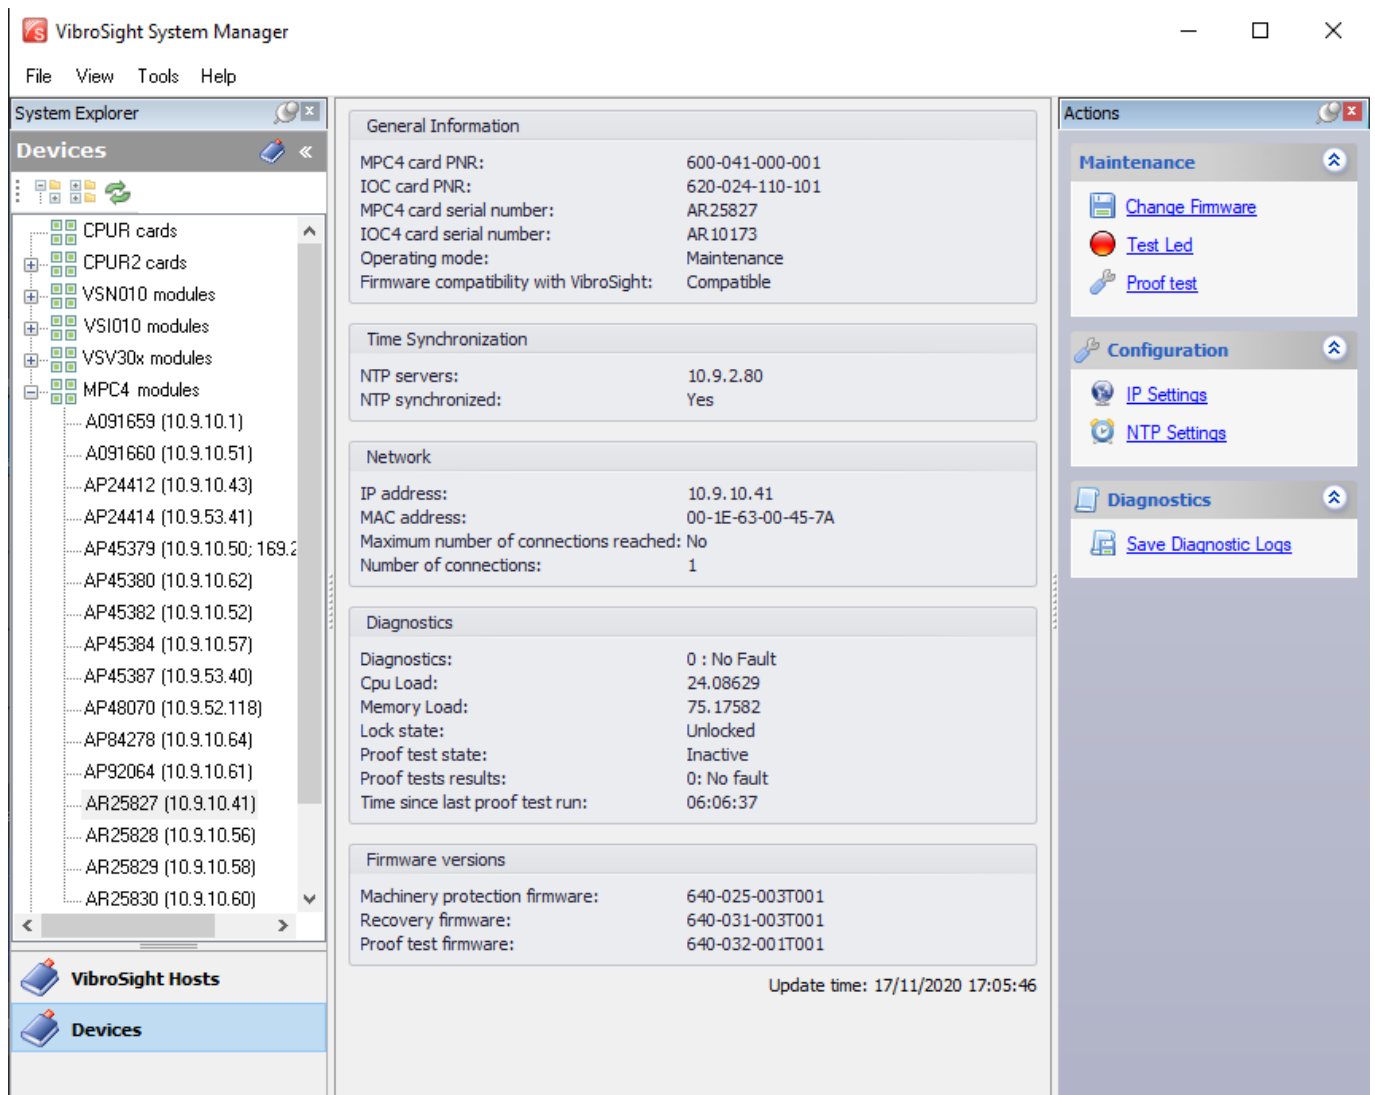 VibroSight System Manager
File View Tools Help
System Explorer
Devices
CPUR cards
CPUR2 cards
VSN010 modules
VSI010 modules
VSV30x modules
MPC4 modules
A091659 (10.9.10.1)
A091660 (10.9.10.51)
AP24412 (10.9.10.43)
AP24414 (10.9.53.41)
AP45379 (10.9.10.50; 169.2
AP45380 (10.9.10.62)
AP45382 (10.9.10.52)
AP45384 (10.9.10.57)
AP45387 (10.9.53.40)
AP48070 (10.9.52.118)
AP84278 (10.9.10.64)
AP92064 (10.9.10.61)
AR25827 (10.9.10.41)
AR25828 (10.9.10.56)
AR25829 (10.9.10.58)
AR25830 (10.9.10.60)
VibroSight Hosts
Devices
General Information
MPC4 card PNR: 600-041-000-001
IOC card PNR: 620-024-110-101
MPC4 card serial number: AR25827
IOC4 card serial number: AR10173
Operating mode: Maintenance
Firmware compatibility with VibroSight: Compatible
Time Synchronization
NTP servers: 10.9.2.80
NTP synchronized: Yes
Network
IP address: 10.9.10.41
MAC address: 00-1E-63-00-45-7A
Maximum number of connections reached: No
Number of connections: 1
Diagnostics
Diagnostics: 0 : No Fault
Cpu Load: 24.08629
Memory Load: 75.17582
Lock state: Unlocked
Proof test state: Inactive
Proof tests results: 0: No fault
Time since last proof test run: 06:06:37
Firmware versions
Machinery protection firmware: 640-025-003T001
Recovery firmware: 640-031-003T001
Proof test firmware: 640-032-001T001
Update time: 17/11/2020 17:05:46
Actions
Maintenance
Change Firmware
Test Led
Proof test
Configuration
IP Settings
NTP Settings
Diagnostics
Save Diagnostic Logs